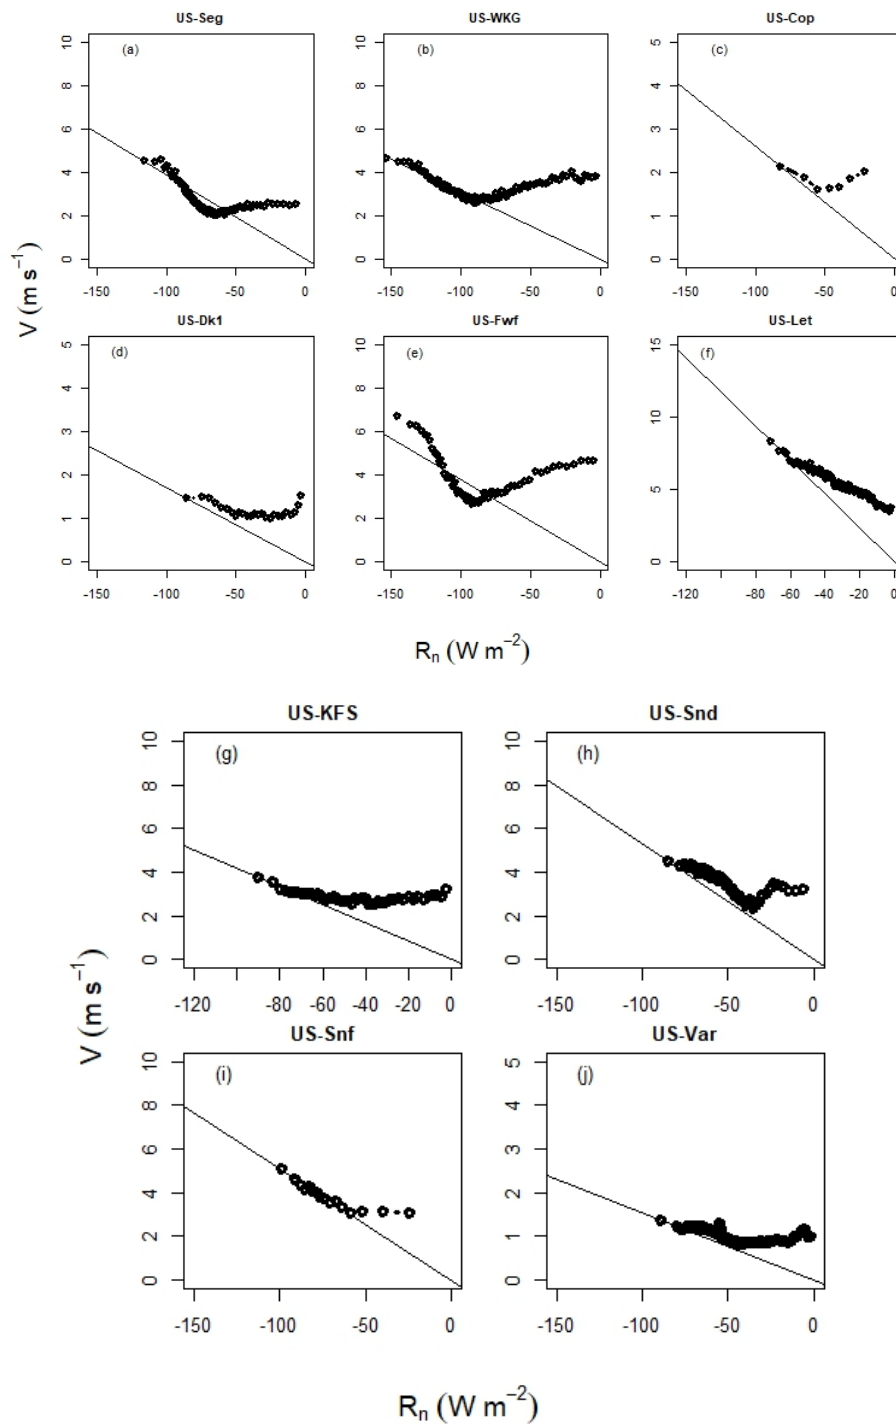 US-Seg US-WKG US-Cop
(a) (b) (c)
10 10 5
8 8 4
6 6 3
4 4 2
2 2 1
0 0 0
-150 -100 -50 0 -150 -100 -50 0 -150 -100 -50 0
V (m s⁻¹)
US-Dk1 US-Fwf US-Let
(d) (e) (f)
5 10 15
4 8 10
3 6 5
2 4 0
1 2
0 0
-150 -100 -50 0 -150 -100 -50 0 -120 -80 -60 -40 -20 0
Rₙ (W m⁻²)
US-KFS US-Snd
(g) (h)
10 10
8 8
6 6
4 4
2 2
0 0
-120 -80 -60 -40 -20 0 -150 -100 -50 0
V (m s⁻¹)
US-Snf US-Var
(i) (j)
10 5
8 4
6 3
4 2
2 1
0 0
-150 -100 -50 0 -150 -100 -50 0
Rₙ (W m⁻²)